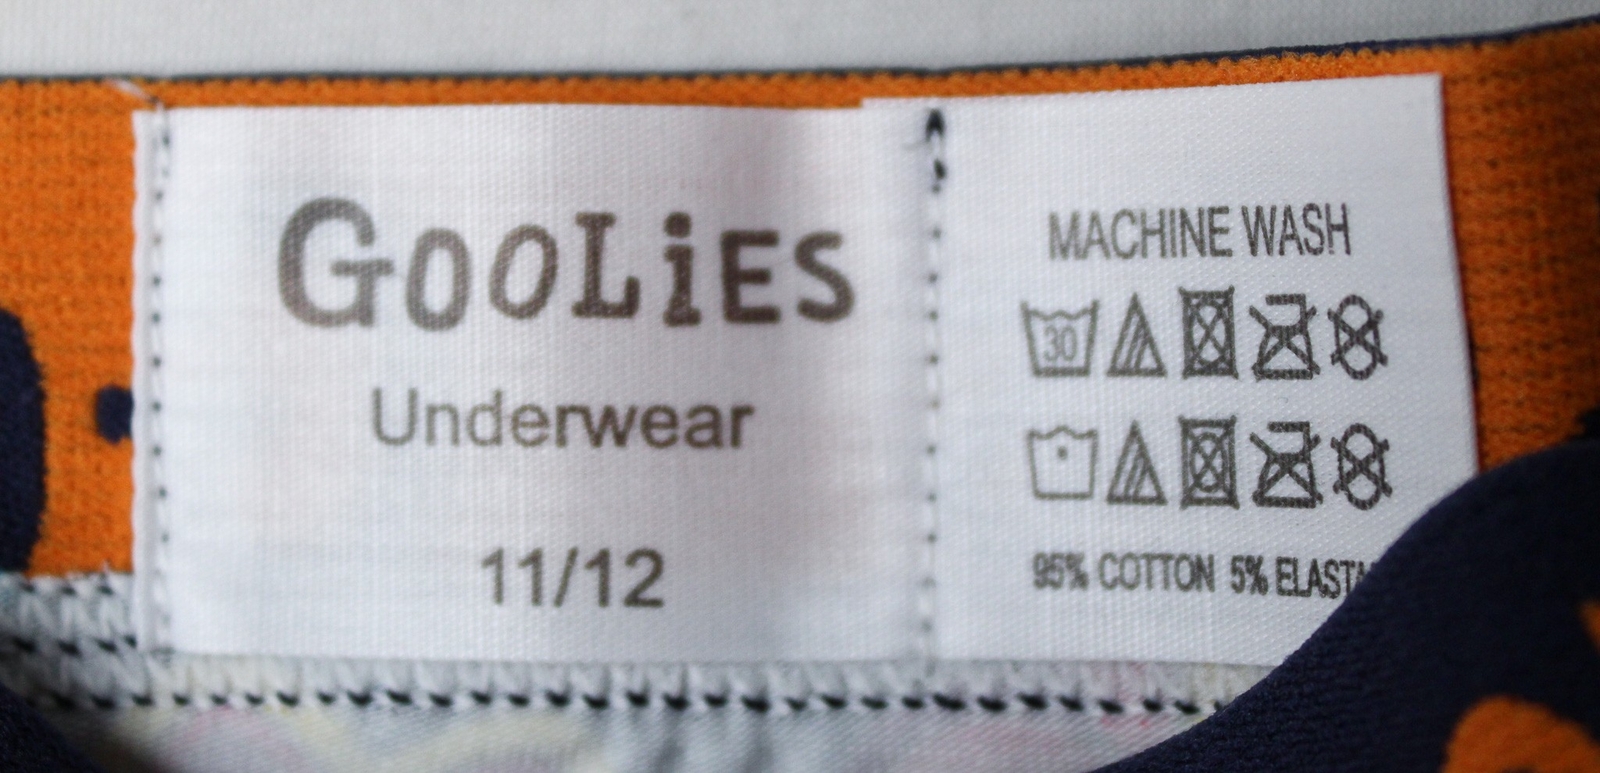 GOOLiES
Underwear
11/12
MACHINE WASH
30
95% COTTON 5%